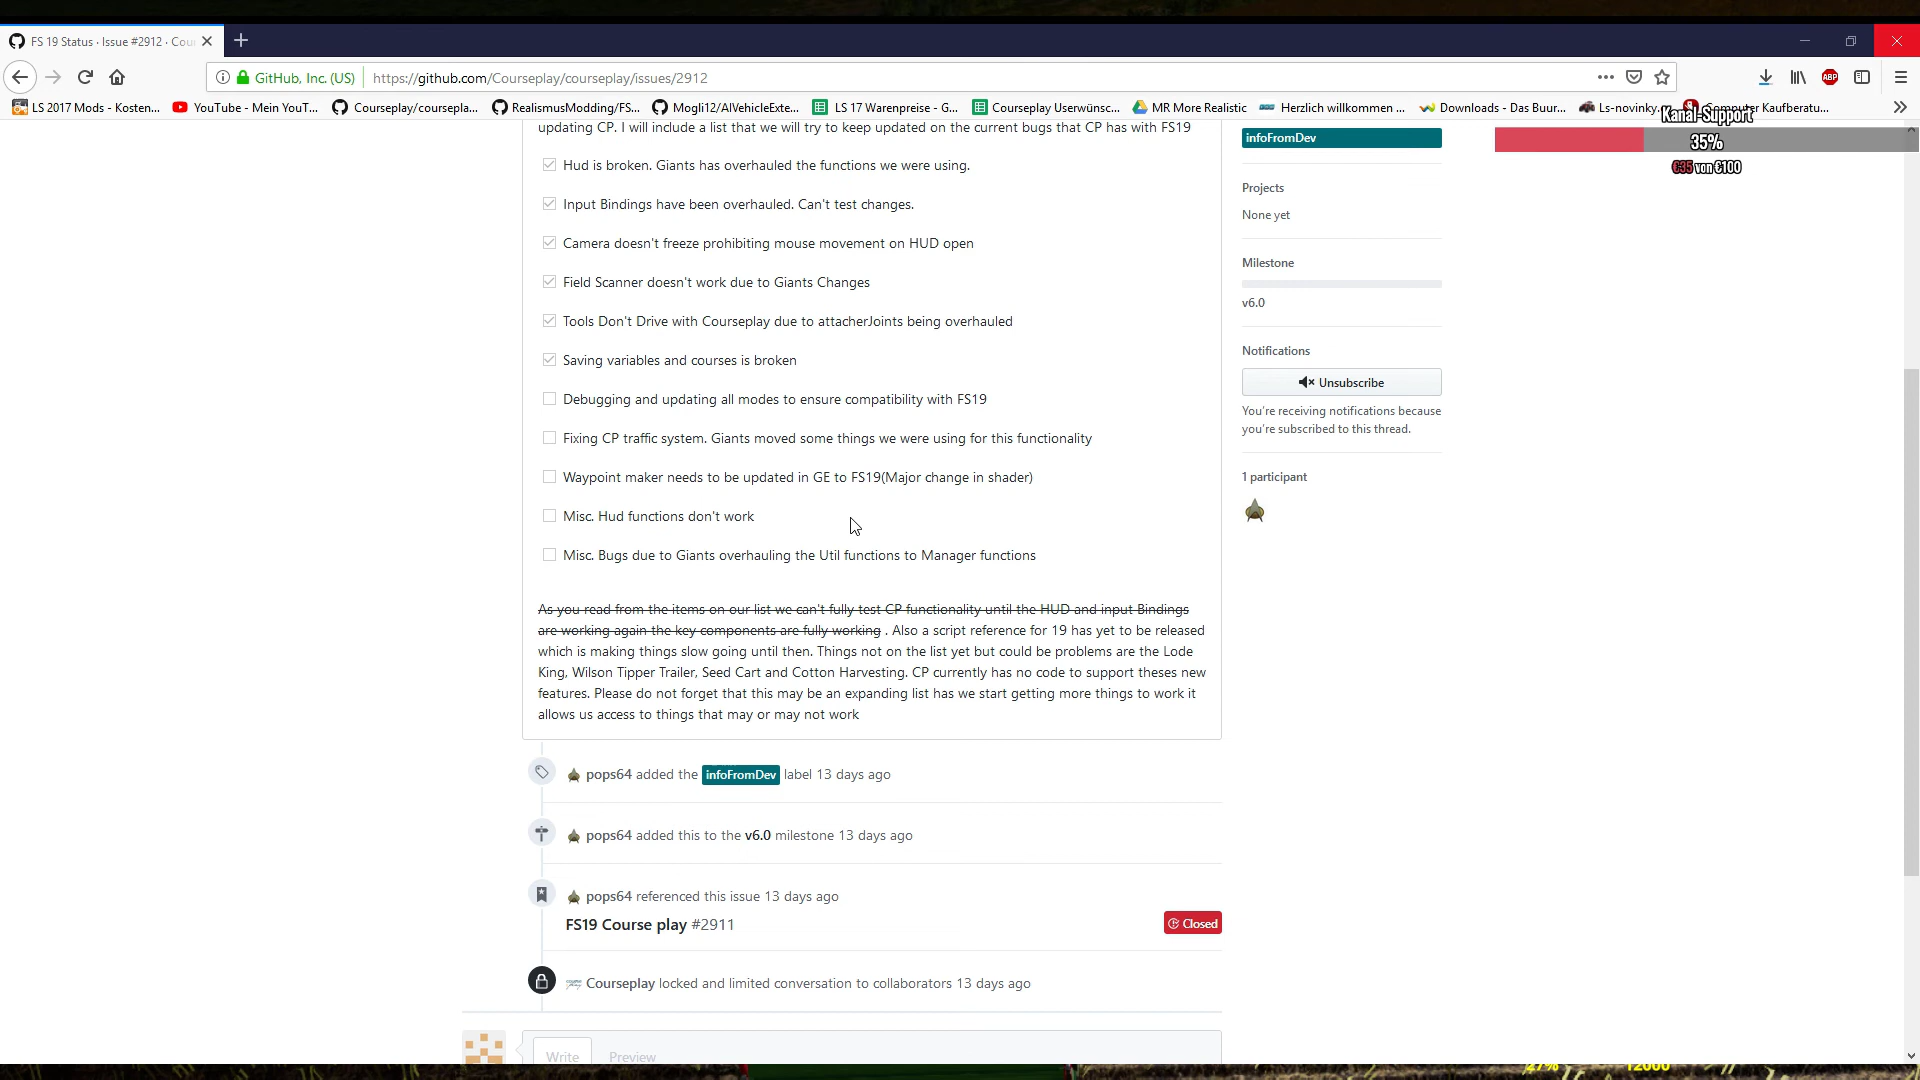 FS 19 Status · Issue #2912 · Cou
GitHub, Inc. (US)
https://github.com/Courseplay/courseplay/issues/2912
LS 2017 Mods - Kosten...
YouTube - Mein YouT...
Courseplay/coursepla...
RealismusModding/FS...
Mogli12/AIVehicleExte...
LS 17 Warenpreise - G...
Courseplay Userwünsc...
MR More Realistic
Herzlich willkommen ...
Downloads - Das Buur...
Ls-novinky.
Computer Kaufberatu...
Kanal-Support
35%
€35 von €100
updating CP. I will include a list that we will try to keep updated on the current bugs that CP has with FS19
Hud is broken. Giants has overhauled the functions we were using.
Input Bindings have been overhauled. Can't test changes.
Camera doesn't freeze prohibiting mouse movement on HUD open
Field Scanner doesn't work due to Giants Changes
Tools Don't Drive with Courseplay due to attacherJoints being overhauled
Saving variables and courses is broken
Debugging and updating all modes to ensure compatibility with FS19
Fixing CP traffic system. Giants moved some things we were using for this functionality
Waypoint maker needs to be updated in GE to FS19(Major change in shader)
Misc. Hud functions don't work
Misc. Bugs due to Giants overhauling the Util functions to Manager functions
As you read from the items on our list we can't fully test CP functionality until the HUD and input Bindings
are working again the key components are fully working . Also a script reference for 19 has yet to be released
which is making things slow going until then. Things not on the list yet but could be problems are the Lode
King, Wilson Tipper Trailer, Seed Cart and Cotton Harvesting. CP currently has no code to support theses new
features. Please do not forget that this may be an expanding list has we start getting more things to work it
allows us access to things that may or may not work
pops64 added the infoFromDev label 13 days ago
pops64 added this to the v6.0 milestone 13 days ago
pops64 referenced this issue 13 days ago
FS19 Course play #2911
Closed
Courseplay locked and limited conversation to collaborators 13 days ago
Write
Preview
infoFromDev
Projects
None yet
Milestone
v6.0
Notifications
Unsubscribe
You're receiving notifications because
you're subscribed to this thread.
1 participant
ABP
27%
12000